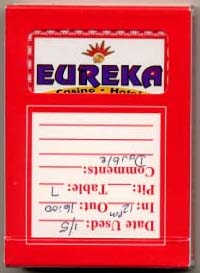 EUREKA
Casino • Hotel
Date Used: 1/5
In: 12 pm Out: 16:00
Pit: Table: 7
Comments:
Double